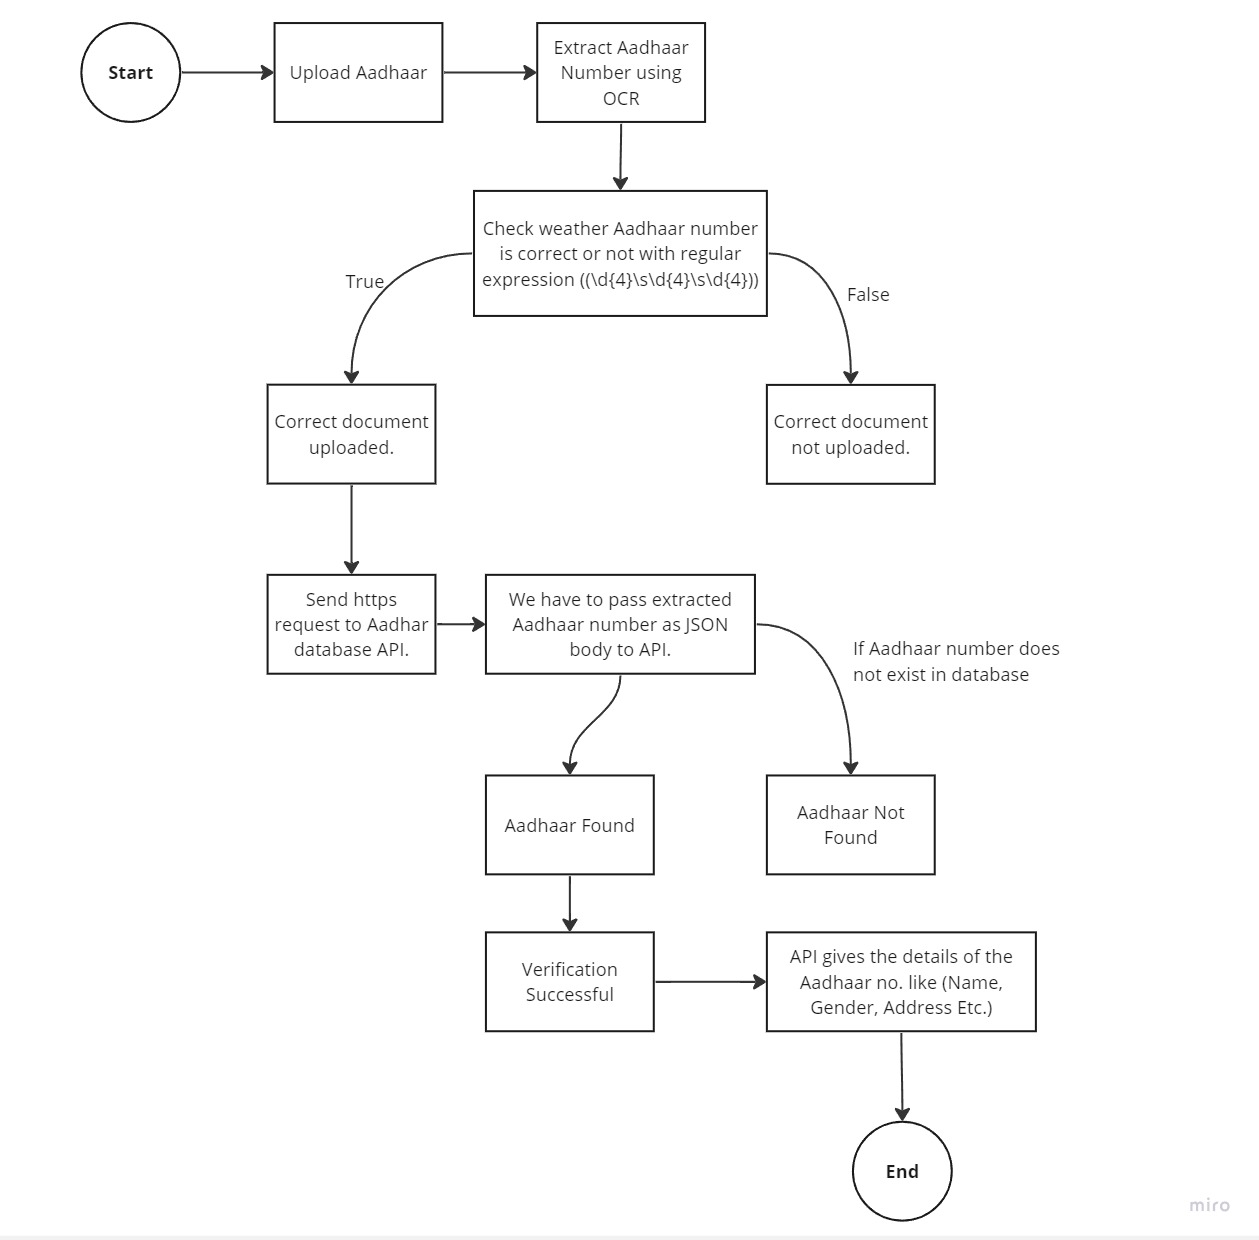 Start
Upload Aadhaar
Extract Aadhaar
Number using
OCR
Check weather Aadhaar number
is correct or not with regular
expression ((\d{4}\s\d{4}\s\d{4}))
True
False
Correct document
uploaded.
Correct document
not uploaded.
Send https
request to Aadhar
database API.
We have to pass extracted
Aadhaar number as JSON
body to API.
If Aadhaar number does
not exist in database
Aadhaar Found
Aadhaar Not
Found
Verification
Successful
API gives the details of the
Aadhaar no. like (Name,
Gender, Address Etc.)
End
miro